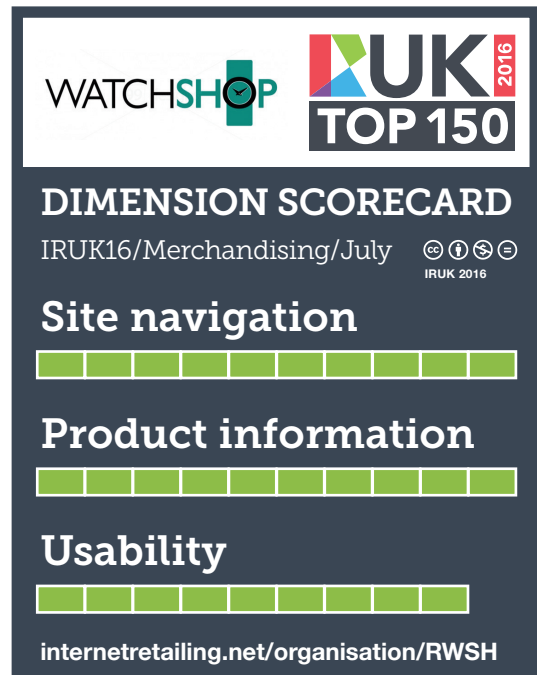 WATCHSHOP
IRUK 2016
TOP 150
DIMENSION SCORECARD
IRUK16/Merchandising/July
IRUK 2016
Site navigation
Product information
Usability
internetretailing.net/organisation/RWSH